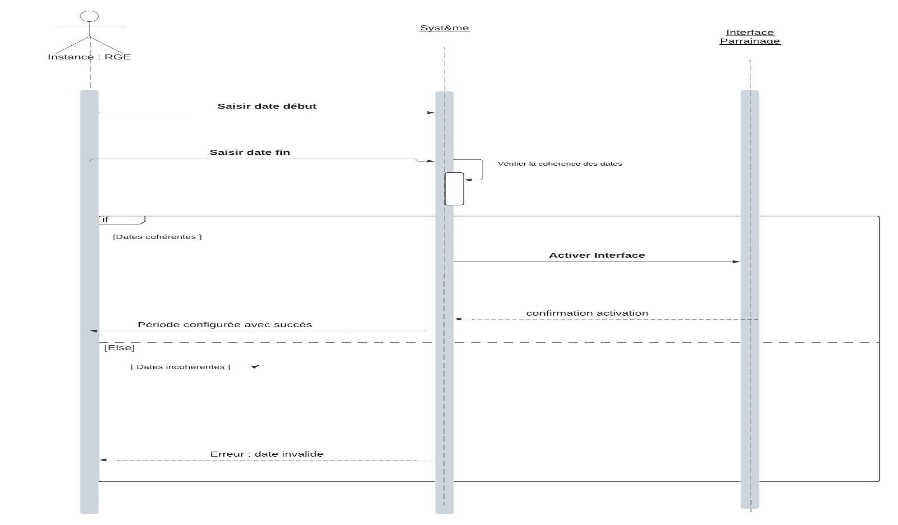 Syst&me
Interface
Parrainage
Instance : RGE
Saisir date début
Saisir date fin
Vérifier la cohérence des dates
if
[Dates cohérentes ]
Activer Interface
confirmation activation
Période configurée avec succès
[Else]
[ Dates incohérentes ]
Erreur : date invalide